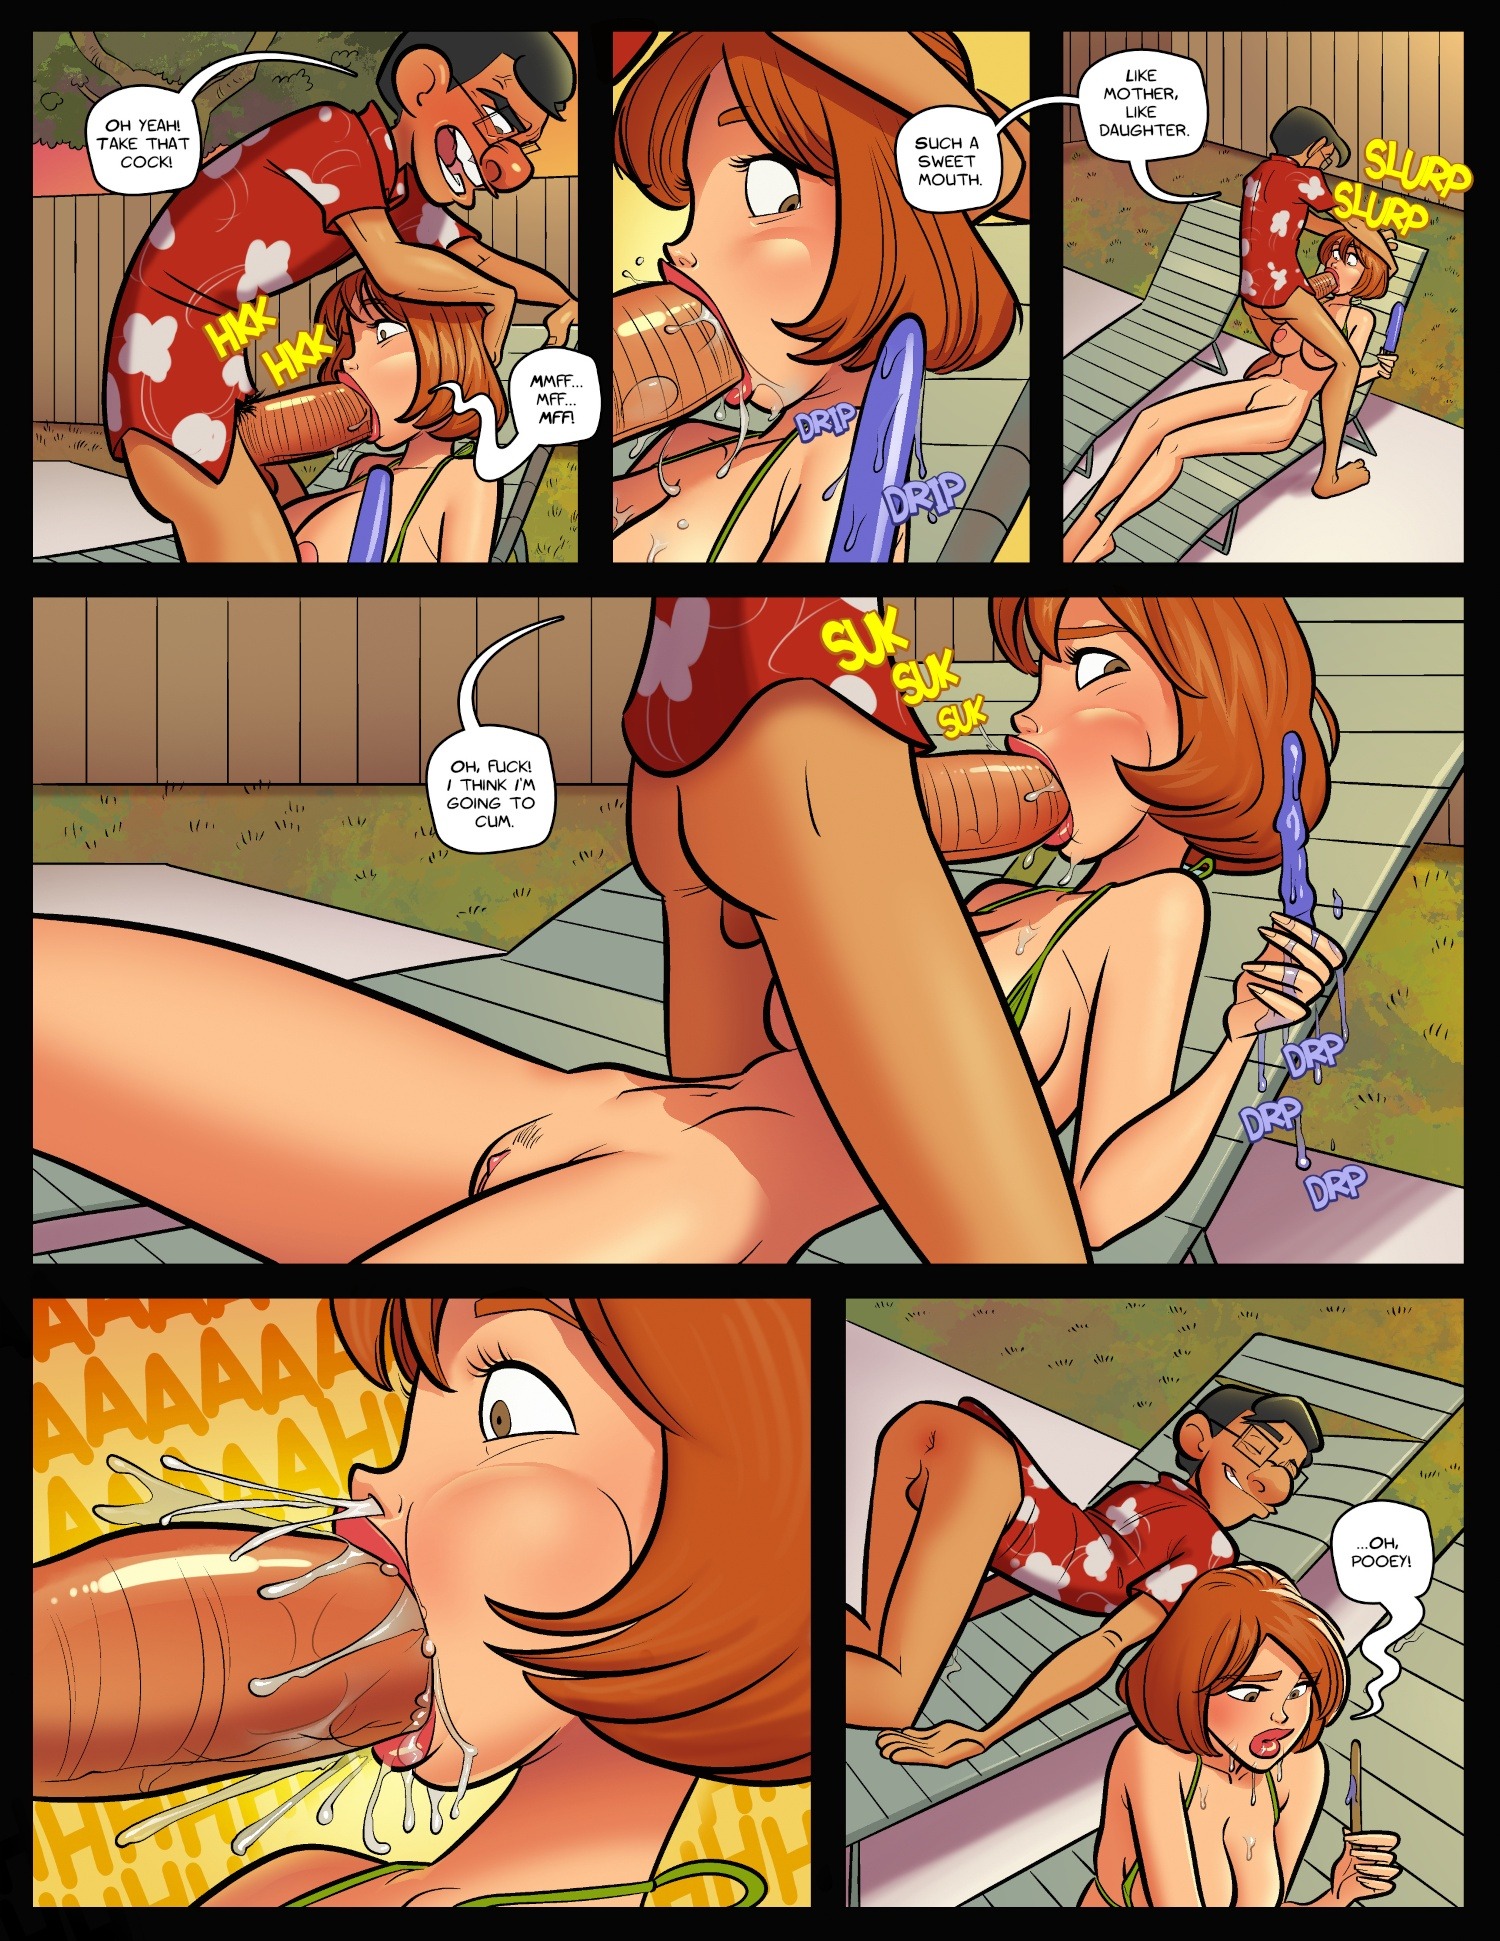 OH YEAH!
TAKE THAT
COCK!
HKK
HKK
MMFF...
MFF...
MFF!
SUCH A
SWEET
MOUTH.
DRIP
DRIP
LIKE
MOTHER,
LIKE
DAUGHTER.
SLURP
SLURP
OH, FUCK!
I THINK I'M
GOING TO
CUM.
SUK
SUK
SUK
DRP
DRP
DRP
...OH,
POOEY!